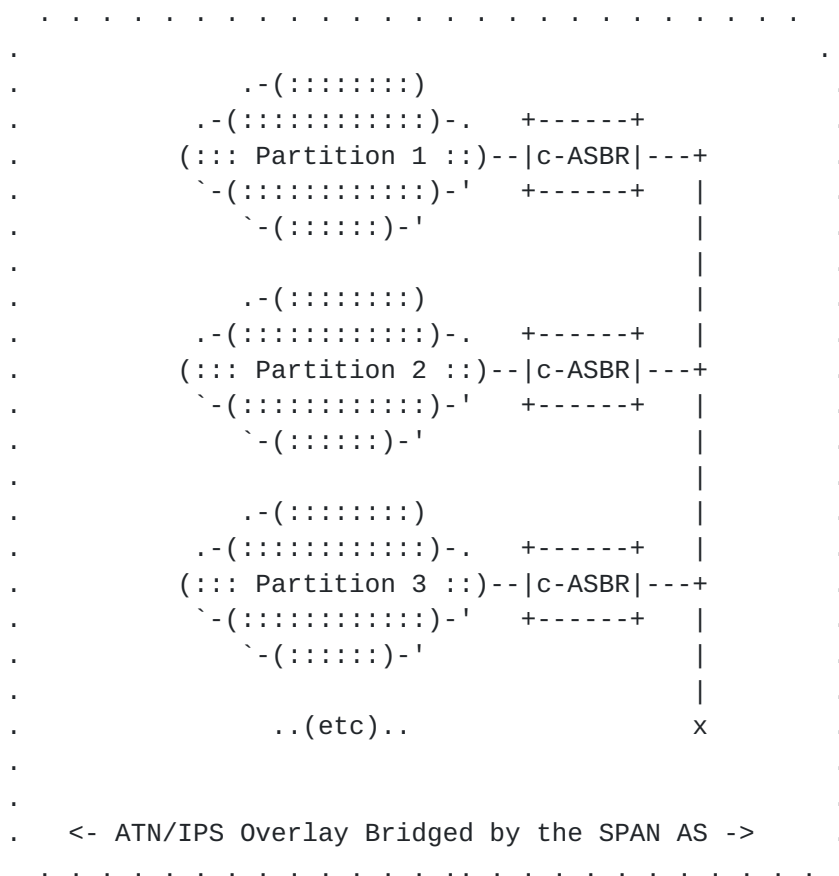 . . . . . . . . . . . . . . . . . . . . . . . . .
.                                                   .
.               .-(::::::::)                         .
.            .-(::::::::::::)-.   +------+            .
.           (::: Partition 1 ::)--|c-ASBR|---+        .
.            `-(::::::::::::)-'   +------+   |        .
.               `-(::::::)-'                 |        .
.                                            |        .
.               .-(::::::::)                 |        .
.            .-(::::::::::::)-.   +------+   |        .
.           (::: Partition 2 ::)--|c-ASBR|---+        .
.            `-(::::::::::::)-'   +------+   |        .
.               `-(::::::)-'                 |        .
.                                            |        .
.               .-(::::::::)                 |        .
.            .-(::::::::::::)-.   +------+   |        .
.           (::: Partition 3 ::)--|c-ASBR|---+        .
.            `-(::::::::::::)-'   +------+   |        .
.               `-(::::::)-'                 |        .
.                                            |        .
.                 ..(etc)..                  x        .
.                                                     .
.                                                     .
.    <- ATN/IPS Overlay Bridged by the SPAN AS ->     .
. . . . . . . . . . . . . .. . . . . . . . . . . .